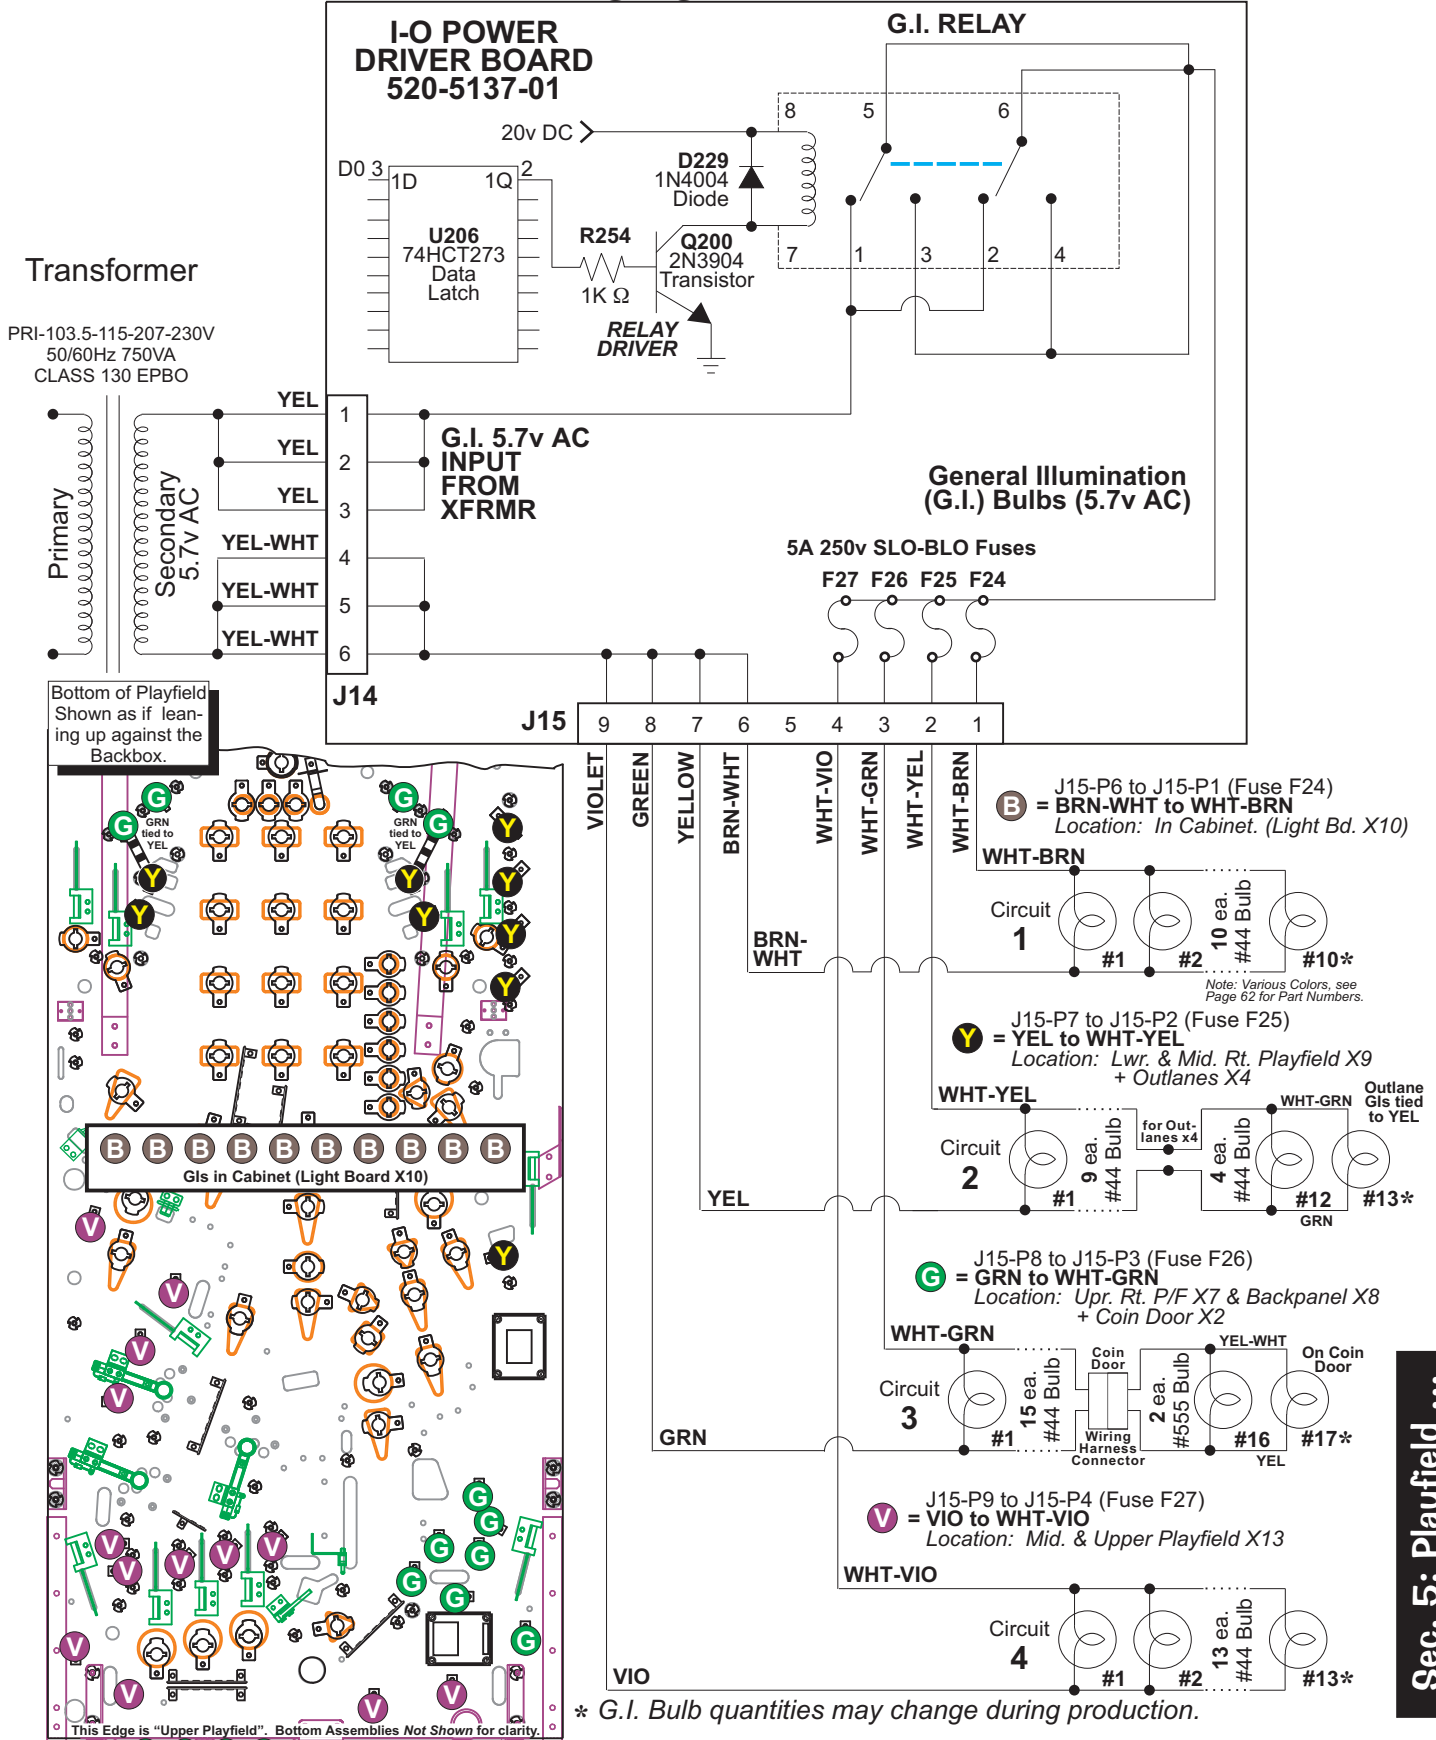 I-O POWER
DRIVER BOARD
520-5137-01
G.I. RELAY
20v DC
8
5
6
D0 3
1D
1Q
2
D229
1N4004
Diode
U206
74HCT273
Data
Latch
R254
1K Ω
Q200
2N3904
Transistor
RELAY
DRIVER
7
1
3
2
4
Transformer
PRI-103.5-115-207-230V
50/60Hz 750VA
CLASS 130 EPBO
Primary
Secondary
5.7v AC
YEL
YEL
YEL
YEL-WHT
YEL-WHT
YEL-WHT
1
2
3
4
5
6
J14
G.I. 5.7v AC
INPUT
FROM
XFRMR
General Illumination
(G.I.) Bulbs (5.7v AC)
5A 250v SLO-BLO Fuses
F27 F26 F25 F24
J15
9 8 7 6 5 4 3 2 1
VIOLET
GREEN
YELLOW
BRN-WHT
WHT-VIO
WHT-GRN
WHT-YEL
WHT-BRN
Bottom of Playfield
Shown as if lean-
ing up against the
Backbox.
G
G
G
G
GRN
tied to
YEL
GRN
tied to
YEL
Y
Y
Y
Y
Y
Y
Y
Y
B B B B B B B B B B
GIs in Cabinet (Light Board X10)
V
Y
V
V
V
G
G
V
V
V
V
V
G
G
G
G
V
G
V
V
V
This Edge is “Upper Playfield”. Bottom Assemblies Not Shown for clarity.
J15-P6 to J15-P1 (Fuse F24)
B = BRN-WHT to WHT-BRN
Location: In Cabinet. (Light Bd. X10)
WHT-BRN
Circuit
1
BRN-
WHT
#1
#2
10 ea.
#44 Bulb
#10*
Note: Various Colors, see
Page 62 for Part Numbers.
J15-P7 to J15-P2 (Fuse F25)
Y = YEL to WHT-YEL
Location: Lwr. & Mid. Rt. Playfield X9
+ Outlanes X4
WHT-YEL
Circuit
2
YEL
#1
9 ea.
#44 Bulb
for Out-
lanes x4
4 ea.
#44 Bulb
WHT-GRN
Outlane
GIs tied
to YEL
#12
#13*
GRN
J15-P8 to J15-P3 (Fuse F26)
G = GRN to WHT-GRN
Location: Upr. Rt. P/F X7 & Backpanel X8
+ Coin Door X2
WHT-GRN
Circuit
3
GRN
#1
15 ea.
#44 Bulb
Coin
Door
Wiring
Harness
Connector
2 ea.
#555 Bulb
YEL-WHT
On Coin
Door
#16
#17*
YEL
J15-P9 to J15-P4 (Fuse F27)
V = VIO to WHT-VIO
Location: Mid. & Upper Playfield X13
WHT-VIO
Circuit
4
VIO
#1
#2
13 ea.
#44 Bulb
#13*
* G.I. Bulb quantities may change during production.
Sec. 5: Playfield ...